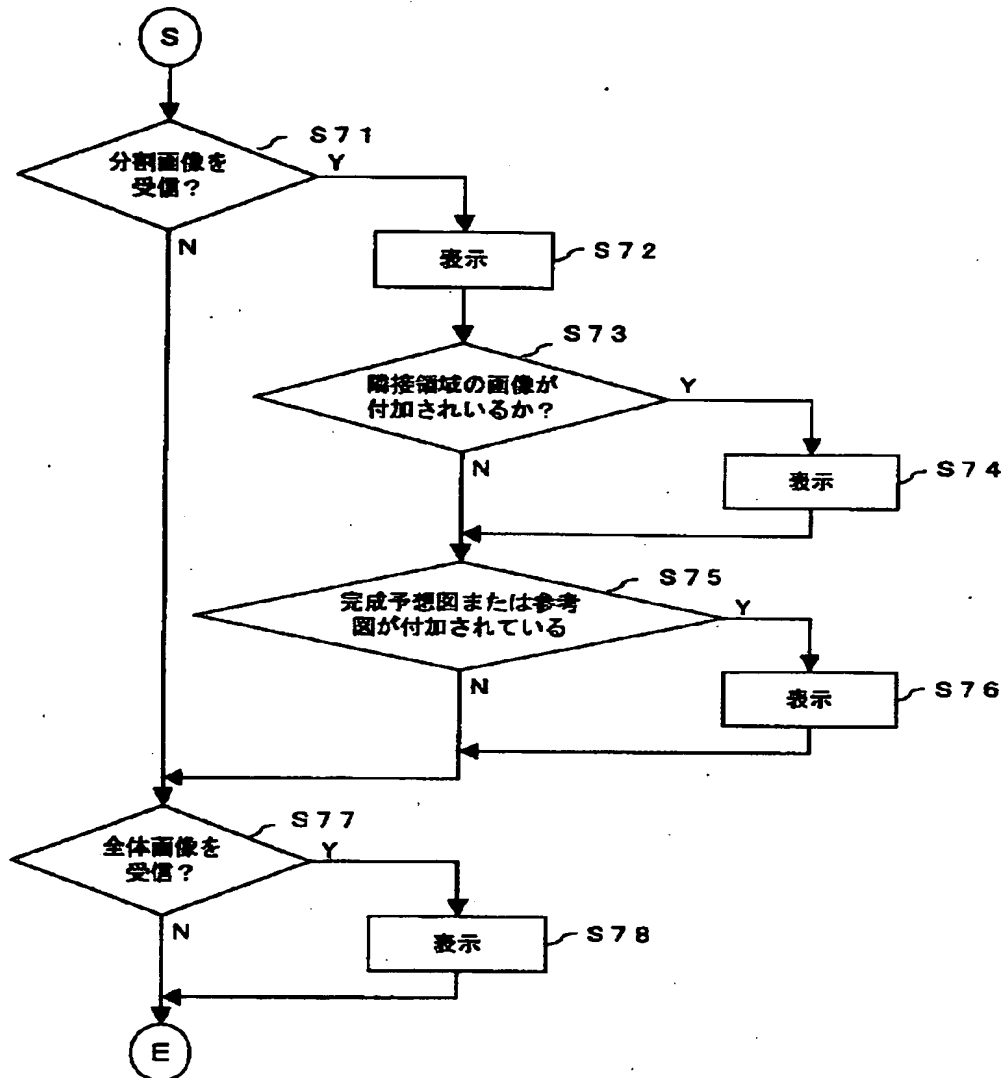 S
S71
分割画像を
受信?
Y
N
表示
S72
S73
隣接領域の画像が
付加されいるか?
Y
N
表示
S74
S75
完成予想図または参考
図が付加されている
Y
N
表示
S76
S77
全体画像を
受信?
Y
N
表示
S78
E